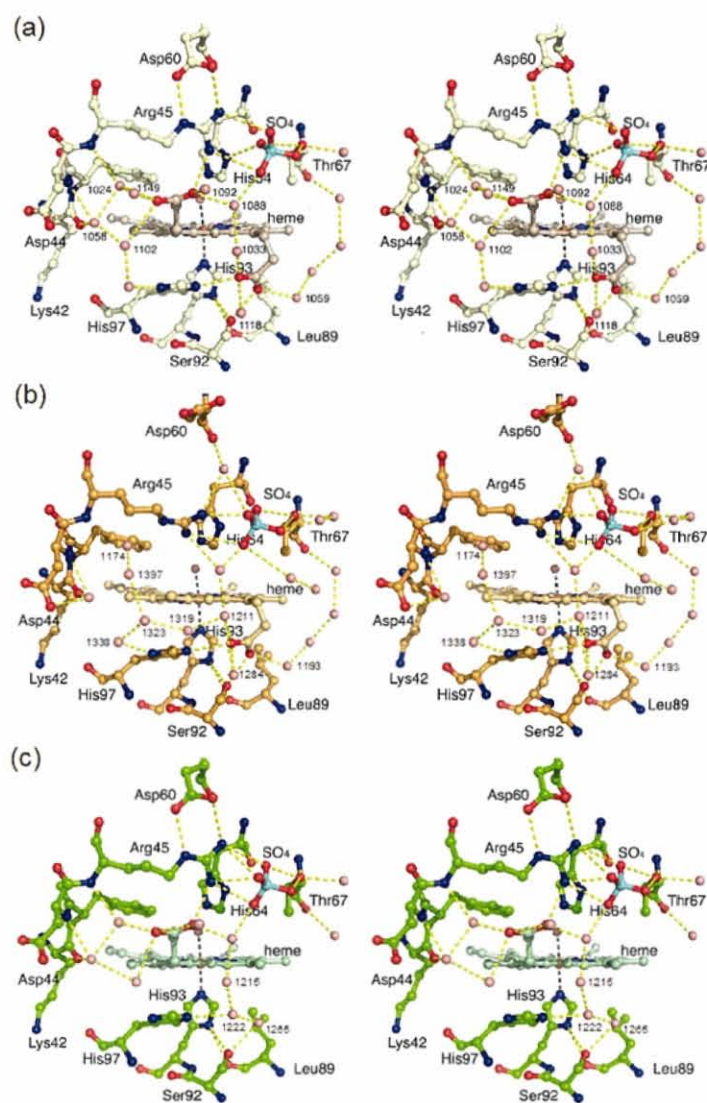 (a)
Asp60 Asp60
Arg45 SO₄ Arg45 SO₄
His64 Thr67 His64 Thr67
1024 1149 1092 1024 1149 1092
1088 1088
heme heme
Asp44 1058 1102 1033 Asp44 1058 1102 1033
His93 His93
1059 1059
Lys42 His97 1118 Leu89 Lys42 His97 1118 Leu89
Ser92 Ser92
(b)
Asp60 Asp60
Arg45 SO₄ Arg45 SO₄
His64 Thr67 His64 Thr67
1174 1174
1397 heme 1397 heme
Asp44 1319 1211 Asp44 1319 1211
1338 1323 His93 1338 1323 His93
Lys42 1284 1193 Lys42 1284 1193
His97 Leu89 His97 Leu89
Ser92 Ser92
(c)
Asp60 Asp60
Arg45 SO₄ Arg45 SO₄
His64 Thr67 His64 Thr67
heme heme
Asp44 1215 Asp44 1215
His93 His93
Lys42 1222 1266 Lys42 1222 1266
His97 Leu89 His97 Leu89
Ser92 Ser92